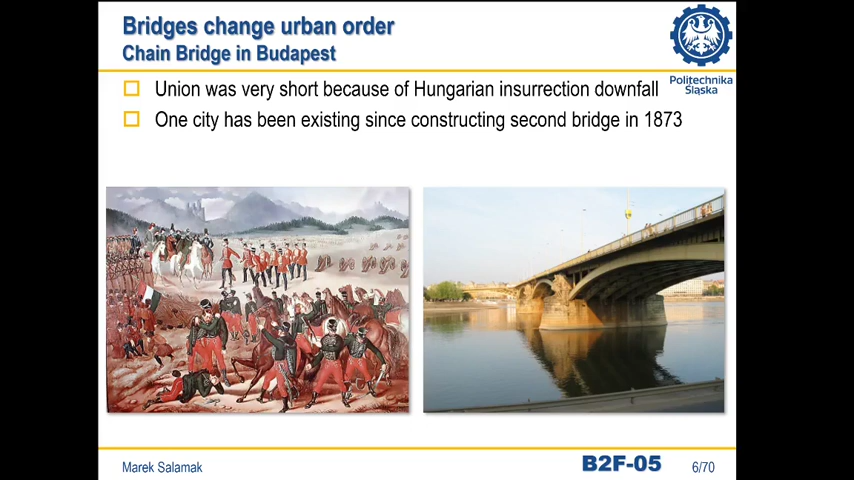 Bridges change urban order
Chain Bridge in Budapest
Politechnika
Śląska
Union was very short because of Hungarian insurrection downfall
One city has been existing since constructing second bridge in 1873
Marek Salamak
B2F-05
6/70